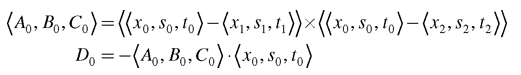 ⟨A₀, B₀, C₀⟩ = ⟨⟨x₀, s₀, t₀⟩ − ⟨x₁, s₁, t₁⟩⟩ × ⟨⟨x₀, s₀, t₀⟩ − ⟨x₂, s₂, t₂⟩⟩
D₀ = −⟨A₀, B₀, C₀⟩ · ⟨x₀, s₀, t₀⟩